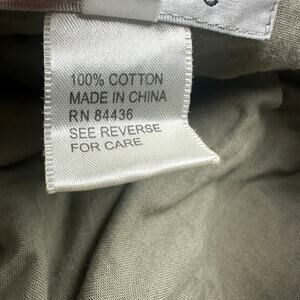 100% COTTON
MADE IN CHINA
RN 84436
SEE REVERSE
FOR CARE